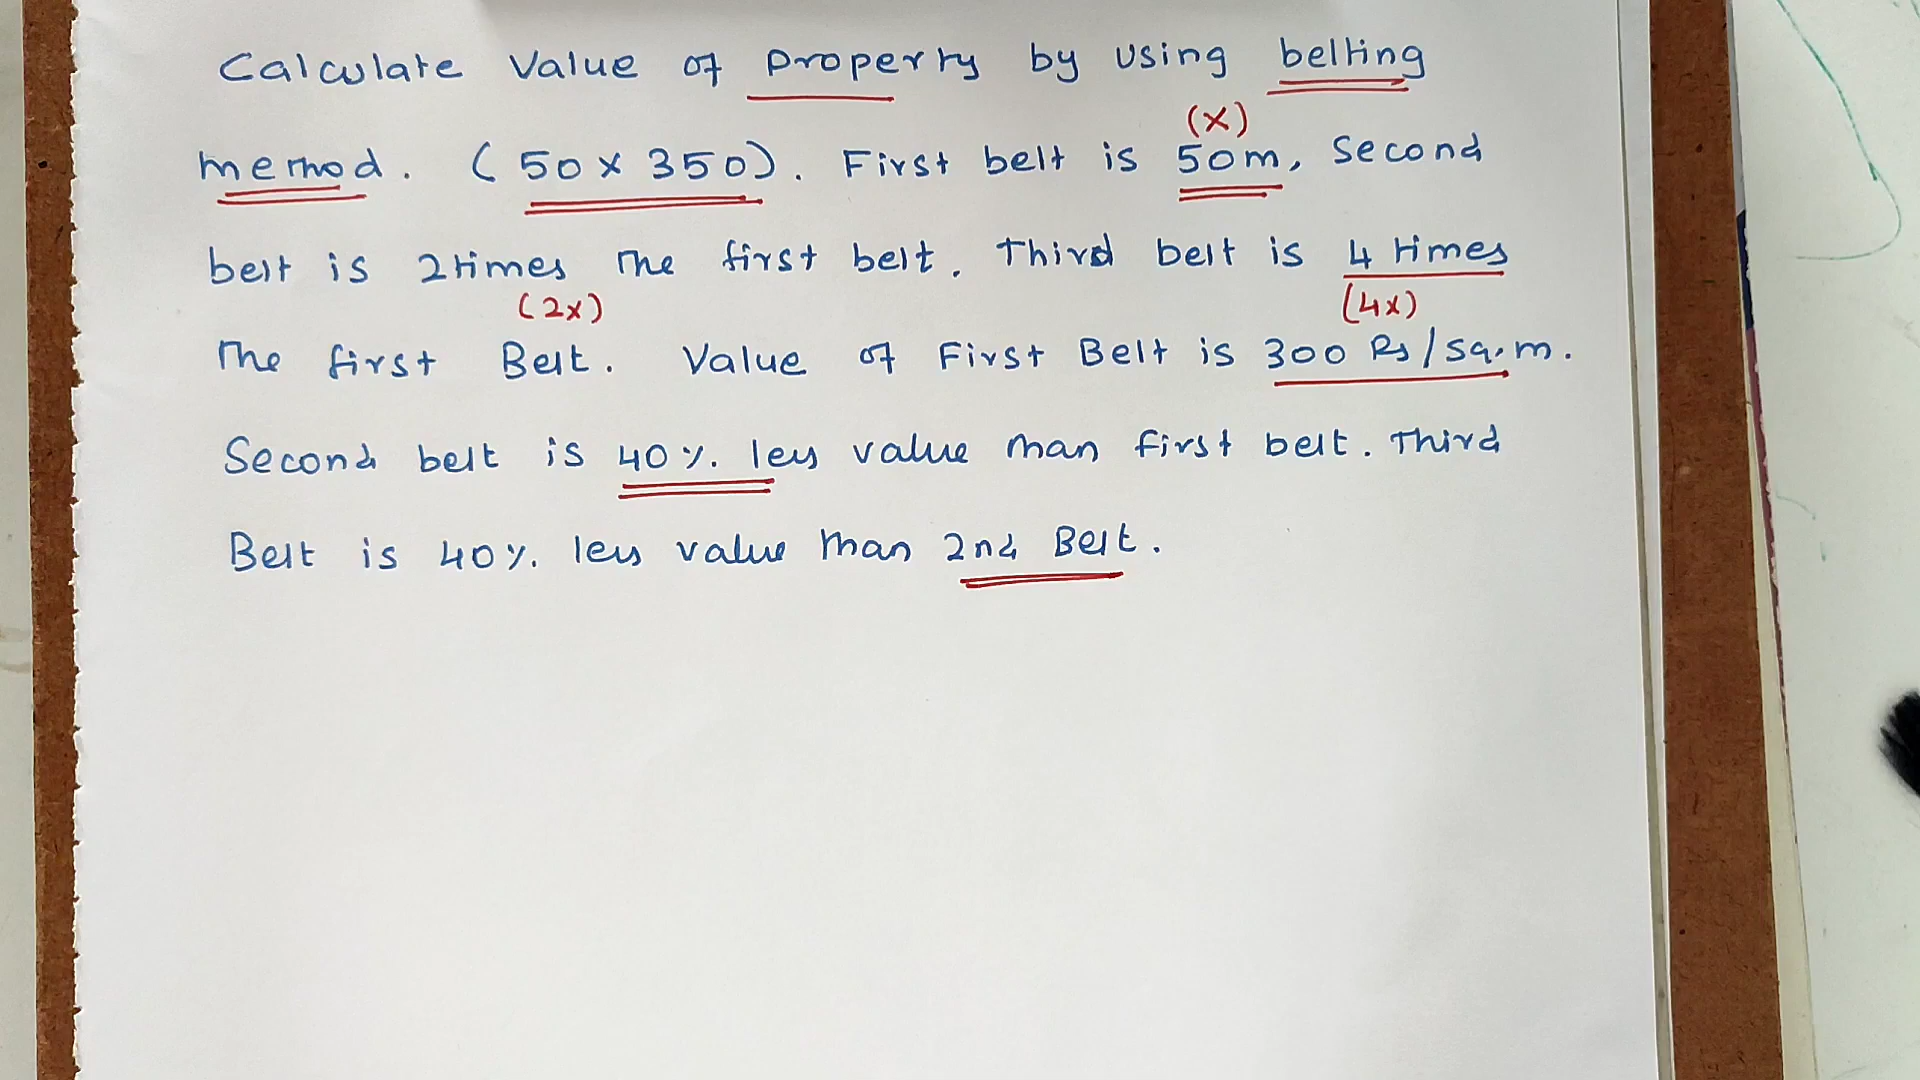 Calculate Value of Property by using belting
(x)
method. (50 x 350). First belt is 50m, Second
belt is 2times the first belt. Third belt is 4 times
(2x) (4x)
The first Belt. Value of First Belt is 300 Rs/sq.m.
Second belt is 40%. less value than first belt. Third
Belt is 40%. less value than 2nd Belt.